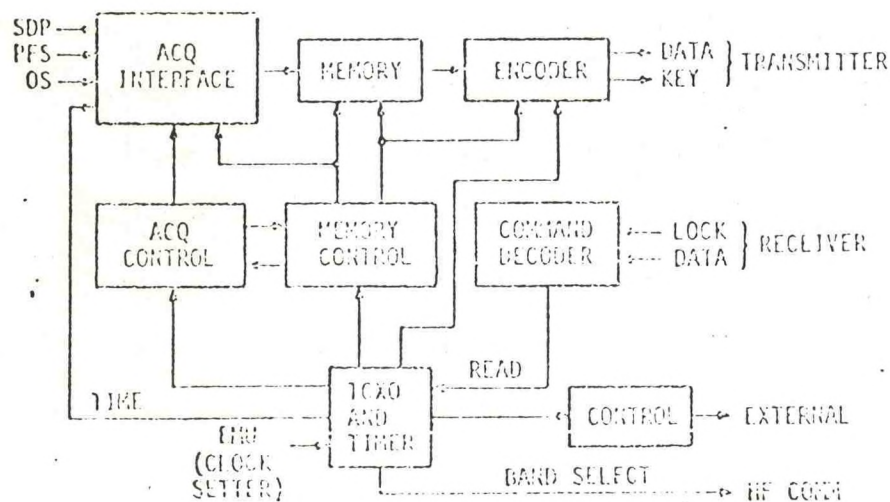 SDP
PFS
OS
ACQ
INTERFACE
MEMORY
ENCODER
DATA
KEY
TRANSMITTER
ACQ
CONTROL
MEMORY
CONTROL
COMMAND
DECODER
LOCK
DATA
RECEIVER
READ
TIME
TCXO
AND
TIMER
CONTROL
EXTERNAL
EMU
(CLOCK
SETTER)
BAND SELECT
HF COMM